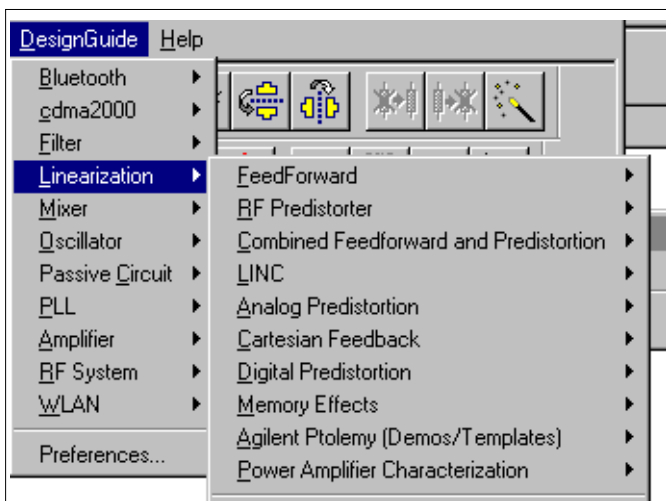 DesignGuide Help
Bluetooth
cdma2000
Filter
Linearization
Mixer
Oscillator
Passive Circuit
PLL
Amplifier
RF System
WLAN
Preferences...
FeedForward
RF Predistorter
Combined Feedforward and Predistortion
LINC
Analog Predistortion
Cartesian Feedback
Digital Predistortion
Memory Effects
Agilent Ptolemy (Demos/Templates)
Power Amplifier Characterization